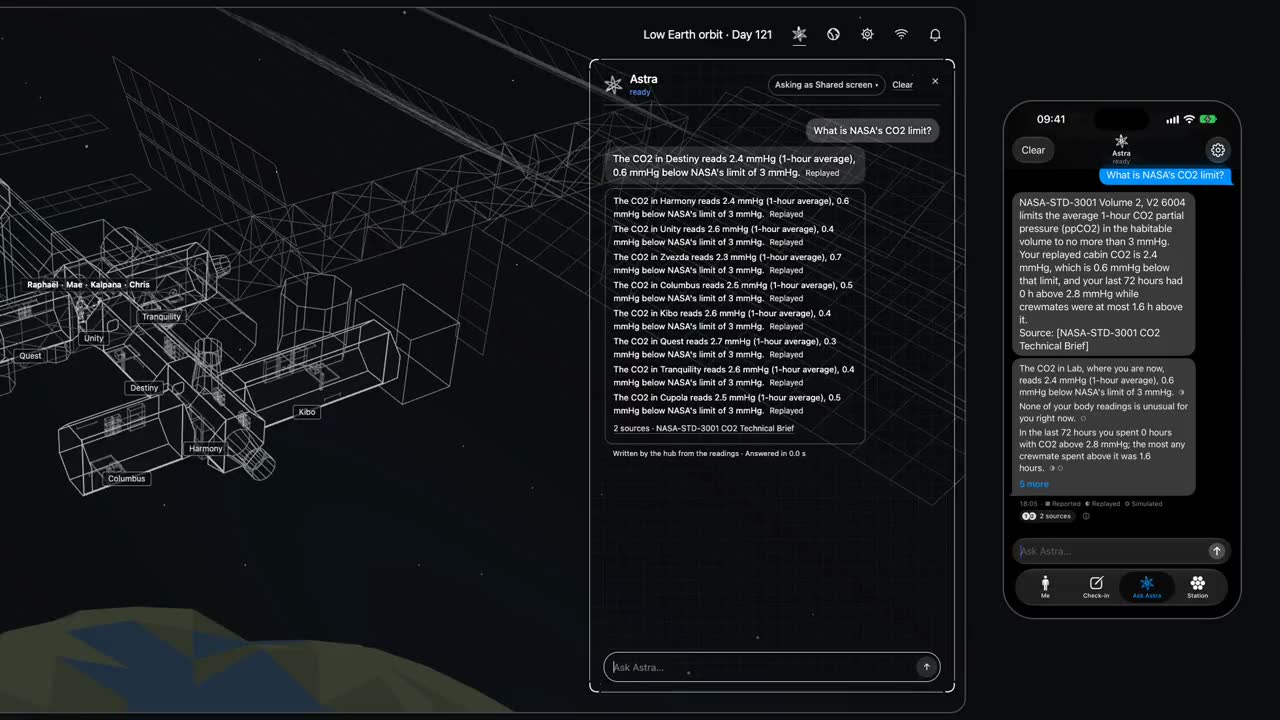 Low Earth orbit · Day 121
Astra
ready
Asking as Shared screen
Clear
What is NASA's CO2 limit?
The CO2 in Destiny reads 2.4 mmHg (1-hour average),
0.6 mmHg below NASA's limit of 3 mmHg. Replayed
The CO2 in Harmony reads 2.4 mmHg (1-hour average), 0.6
mmHg below NASA's limit of 3 mmHg. Replayed
The CO2 in Unity reads 2.6 mmHg (1-hour average), 0.4
mmHg below NASA's limit of 3 mmHg. Replayed
The CO2 in Zvezda reads 2.3 mmHg (1-hour average), 0.7
mmHg below NASA's limit of 3 mmHg. Replayed
The CO2 in Columbus reads 2.5 mmHg (1-hour average), 0.5
mmHg below NASA's limit of 3 mmHg. Replayed
The CO2 in Kibo reads 2.6 mmHg (1-hour average), 0.4
mmHg below NASA's limit of 3 mmHg. Replayed
The CO2 in Quest reads 2.7 mmHg (1-hour average), 0.3
mmHg below NASA's limit of 3 mmHg. Replayed
The CO2 in Tranquility reads 2.6 mmHg (1-hour average), 0.4
mmHg below NASA's limit of 3 mmHg. Replayed
The CO2 in Cupola reads 2.5 mmHg (1-hour average), 0.5
mmHg below NASA's limit of 3 mmHg. Replayed
2 sources · NASA-STD-3001 CO2 Technical Brief
Written by the hub from the readings · Answered in 0.0 s
Ask Astra...
Raphaël · Mae · Kalpana · Chris
Tranquility
Unity
Quest
Destiny
Kibo
Harmony
Columbus
09:41
Clear
Astra
ready
What is NASA's CO2 limit?
NASA-STD-3001 Volume 2, V2 6004
limits the average 1-hour CO2 partial
pressure (ppCO2) in the habitable
volume to no more than 3 mmHg.
Your replayed cabin CO2 is 2.4
mmHg, which is 0.6 mmHg below
that limit, and your last 72 hours had
0 h above 2.8 mmHg while
crewmates were at most 1.6 h above
it.
Source: [NASA-STD-3001 CO2
Technical Brief]
The CO2 in Lab, where you are now,
reads 2.4 mmHg (1-hour average), 0.6
mmHg below NASA's limit of 3 mmHg.
None of your body readings is unusual for
you right now.
In the last 72 hours you spent 0 hours
with CO2 above 2.8 mmHg; the most any
crewmate spent above it was 1.6
hours.
5 more
18:05 · Reported Replayed Simulated
1 2 2 sources
Ask Astra...
Me
Check-in
Ask Astra
Station